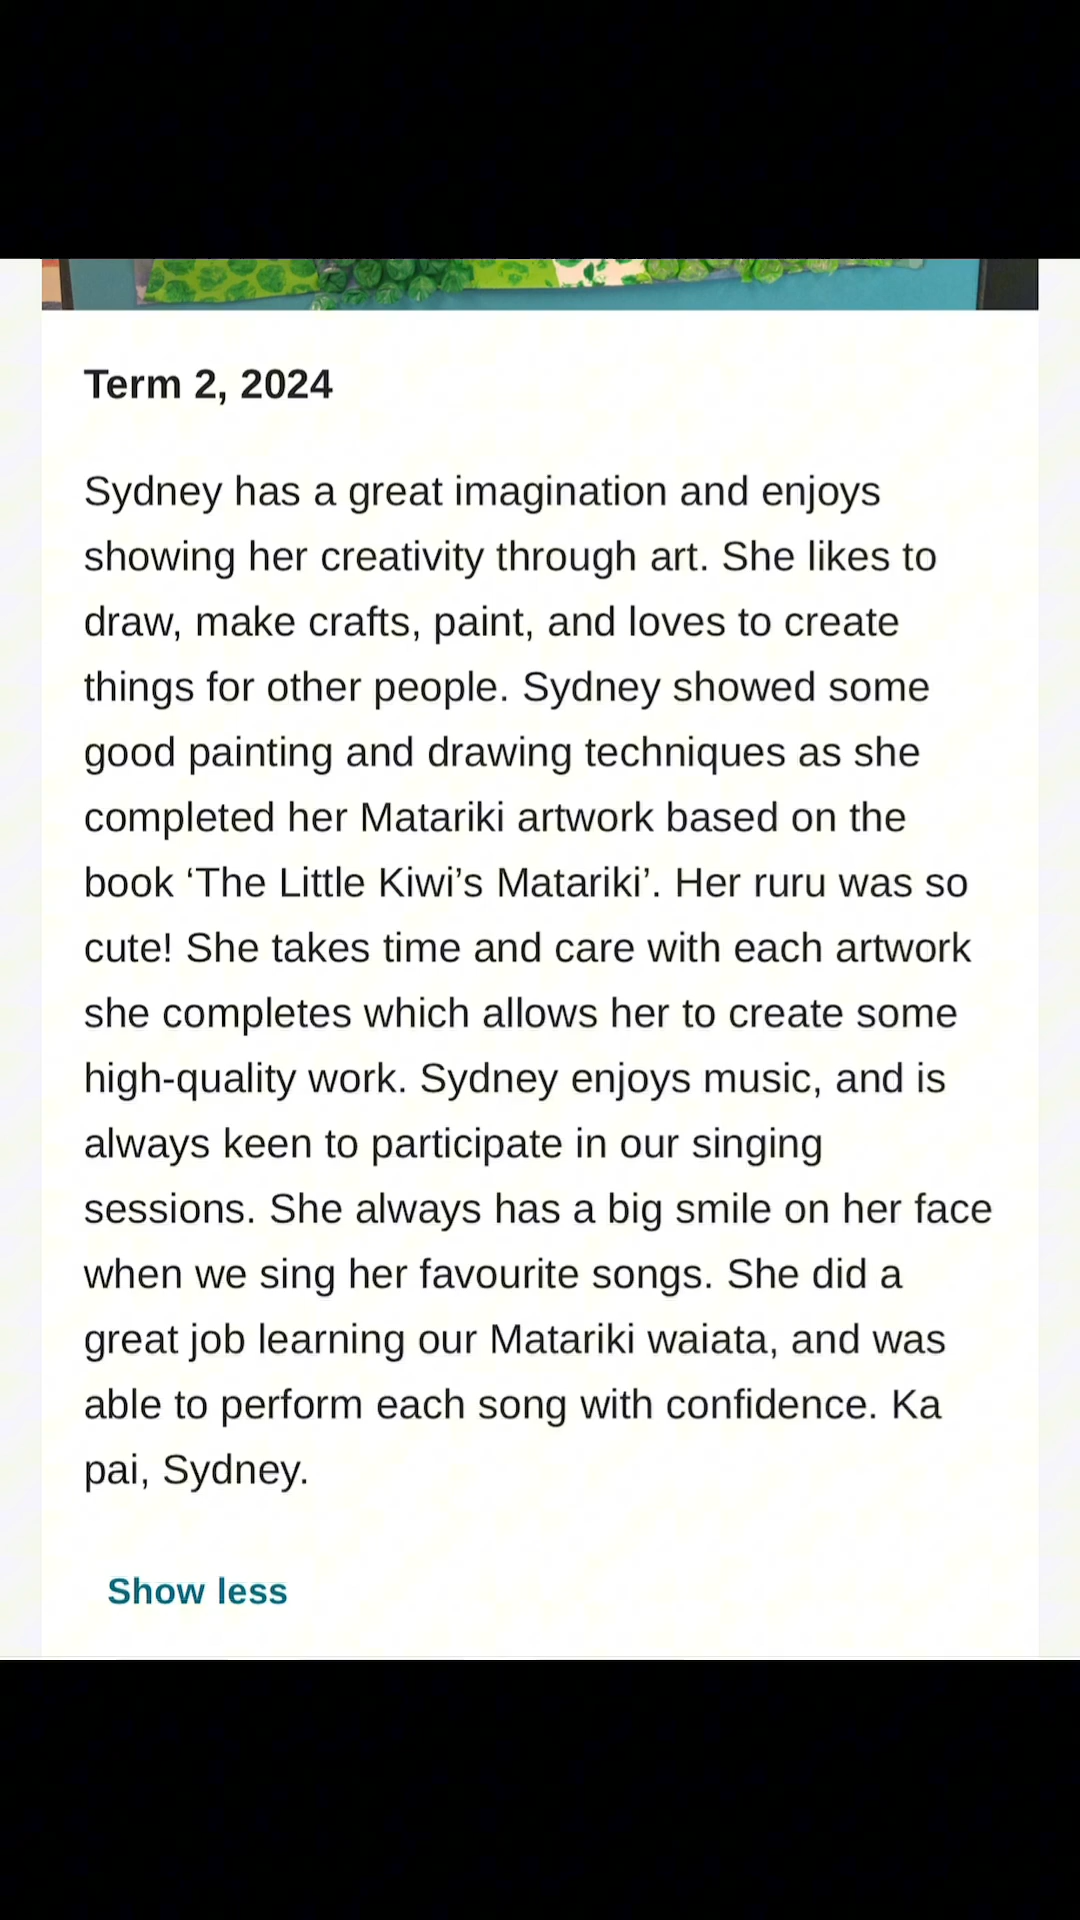 Term 2, 2024
Sydney has a great imagination and enjoys
showing her creativity through art. She likes to
draw, make crafts, paint, and loves to create
things for other people. Sydney showed some
good painting and drawing techniques as she
completed her Matariki artwork based on the
book ‘The Little Kiwi’s Matariki’. Her ruru was so
cute! She takes time and care with each artwork
she completes which allows her to create some
high-quality work. Sydney enjoys music, and is
always keen to participate in our singing
sessions. She always has a big smile on her face
when we sing her favourite songs. She did a
great job learning our Matariki waiata, and was
able to perform each song with confidence. Ka
pai, Sydney.
Show less